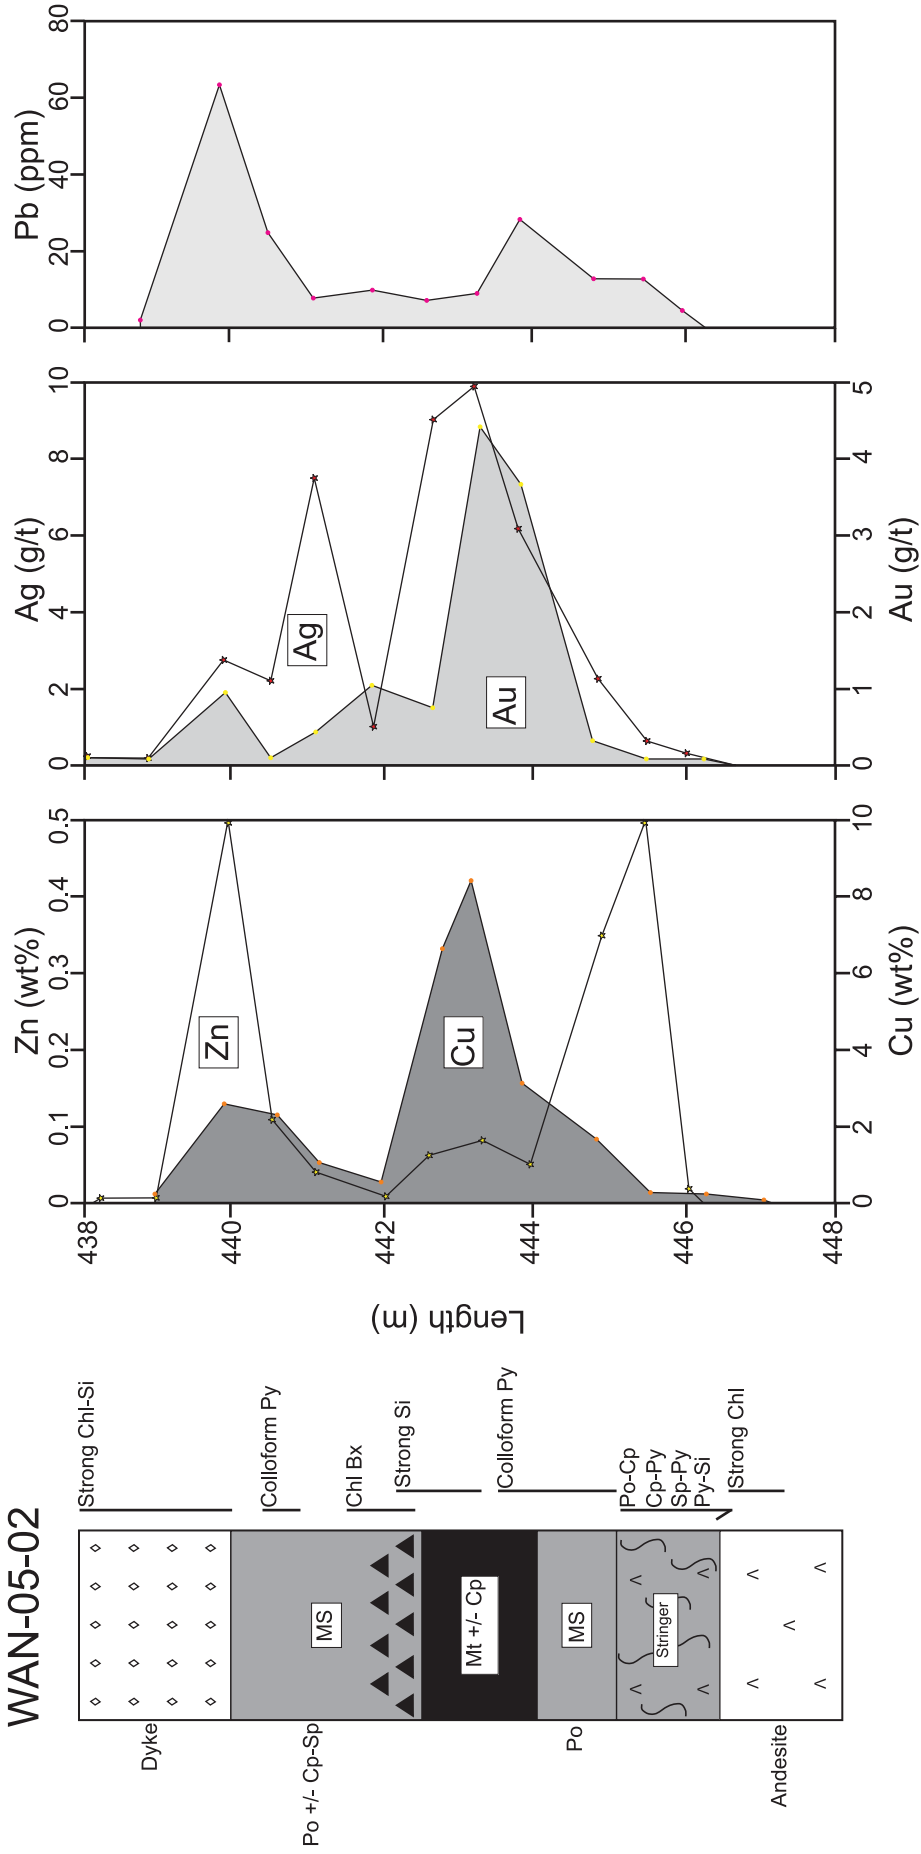 WAN-05-02
Dyke
Po +/- Cp-Sp
Po
Andesite
MS
Mt +/- Cp
MS
Stringer
Strong Chl-Si
Colloform Py
Chl Bx
Strong Si
Colloform Py
Po-Cp
Cp-Py
Sp-Py
Py-Si
Strong Chl
Length (m)
438
440
442
444
446
448
Zn (wt%)
0
0.1
0.2
0.3
0.4
0.5
Zn
Cu
0
2
4
6
8
10
Cu (wt%)
Ag (g/t)
0
2
4
6
8
10
Ag
Au
0
1
2
3
4
5
Au (g/t)
Pb (ppm)
0
20
40
60
80